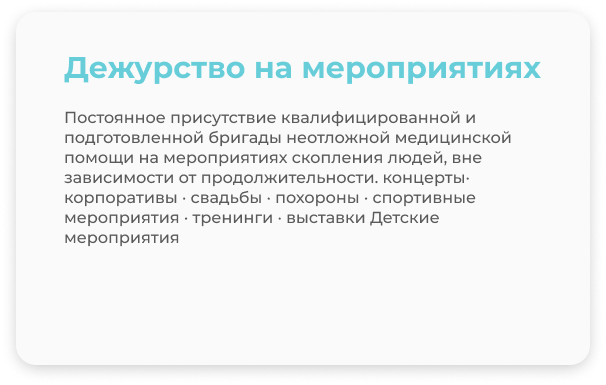 Дежурство на мероприятиях
Постоянное присутствие квалифицированной и
подготовленной бригады неотложной медицинской
помощи на мероприятиях скопления людей, вне
зависимости от продолжительности. концерты·
корпоративы · свадьбы · похороны · спортивные
мероприятия · тренинги · выставки Детские
мероприятия